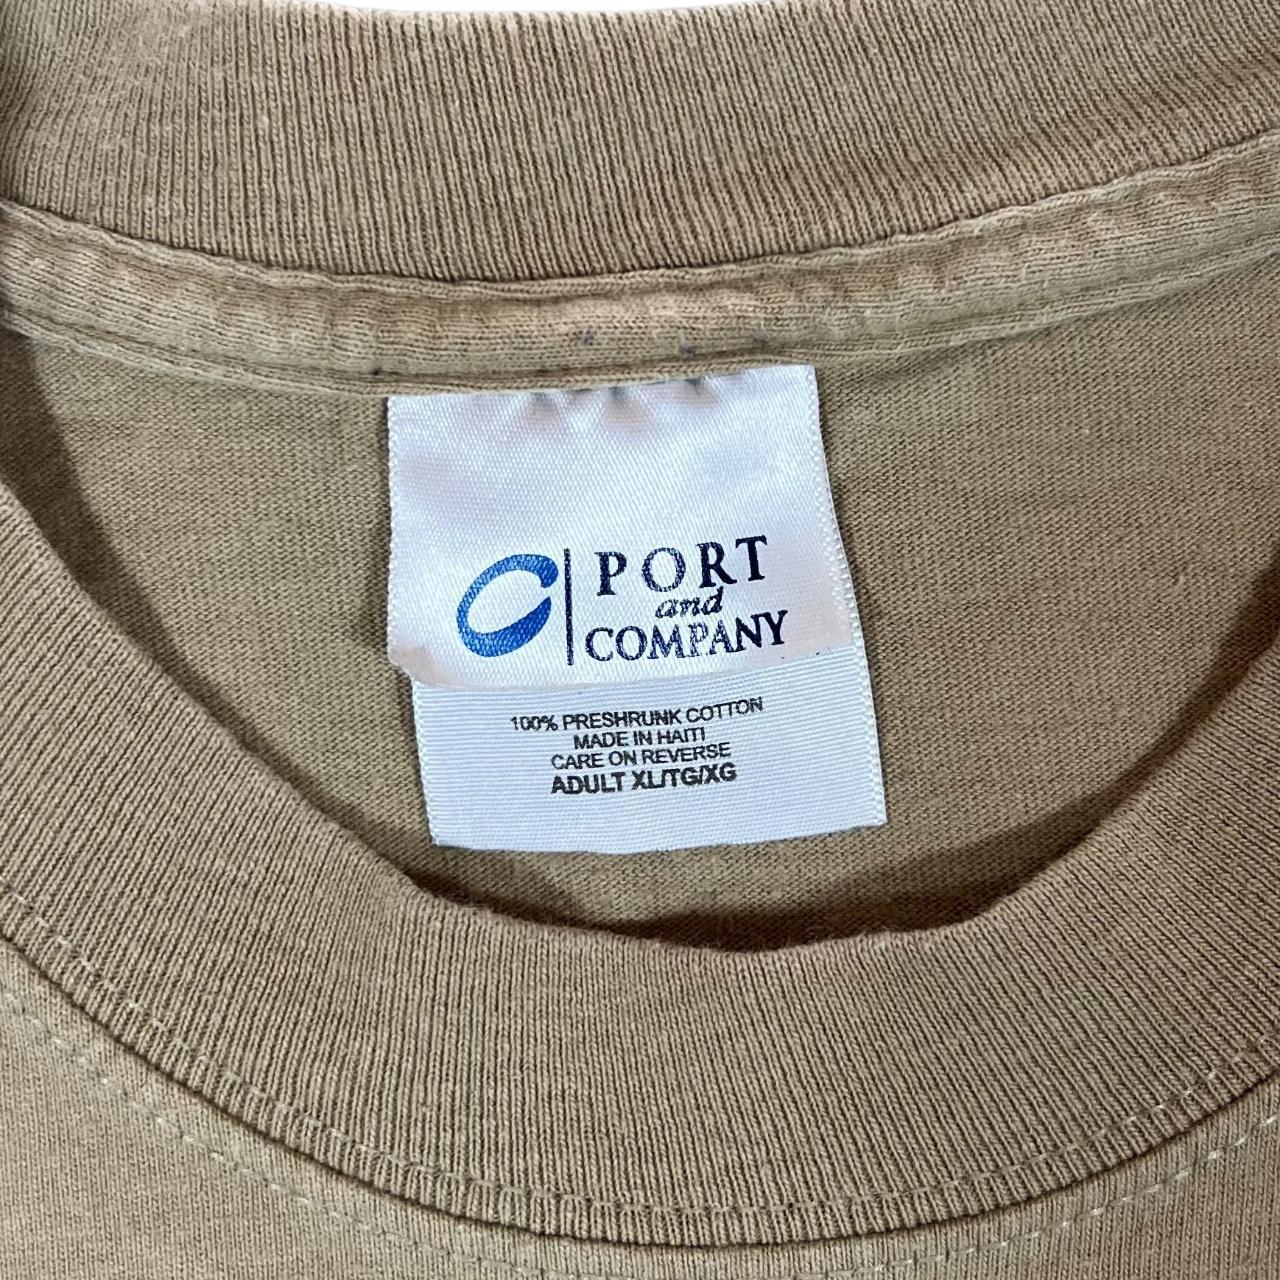 PORT
and
COMPANY
100% PRESHRUNK COTTON
MADE IN HAITI
CARE ON REVERSE
ADULT XL/TG/XG